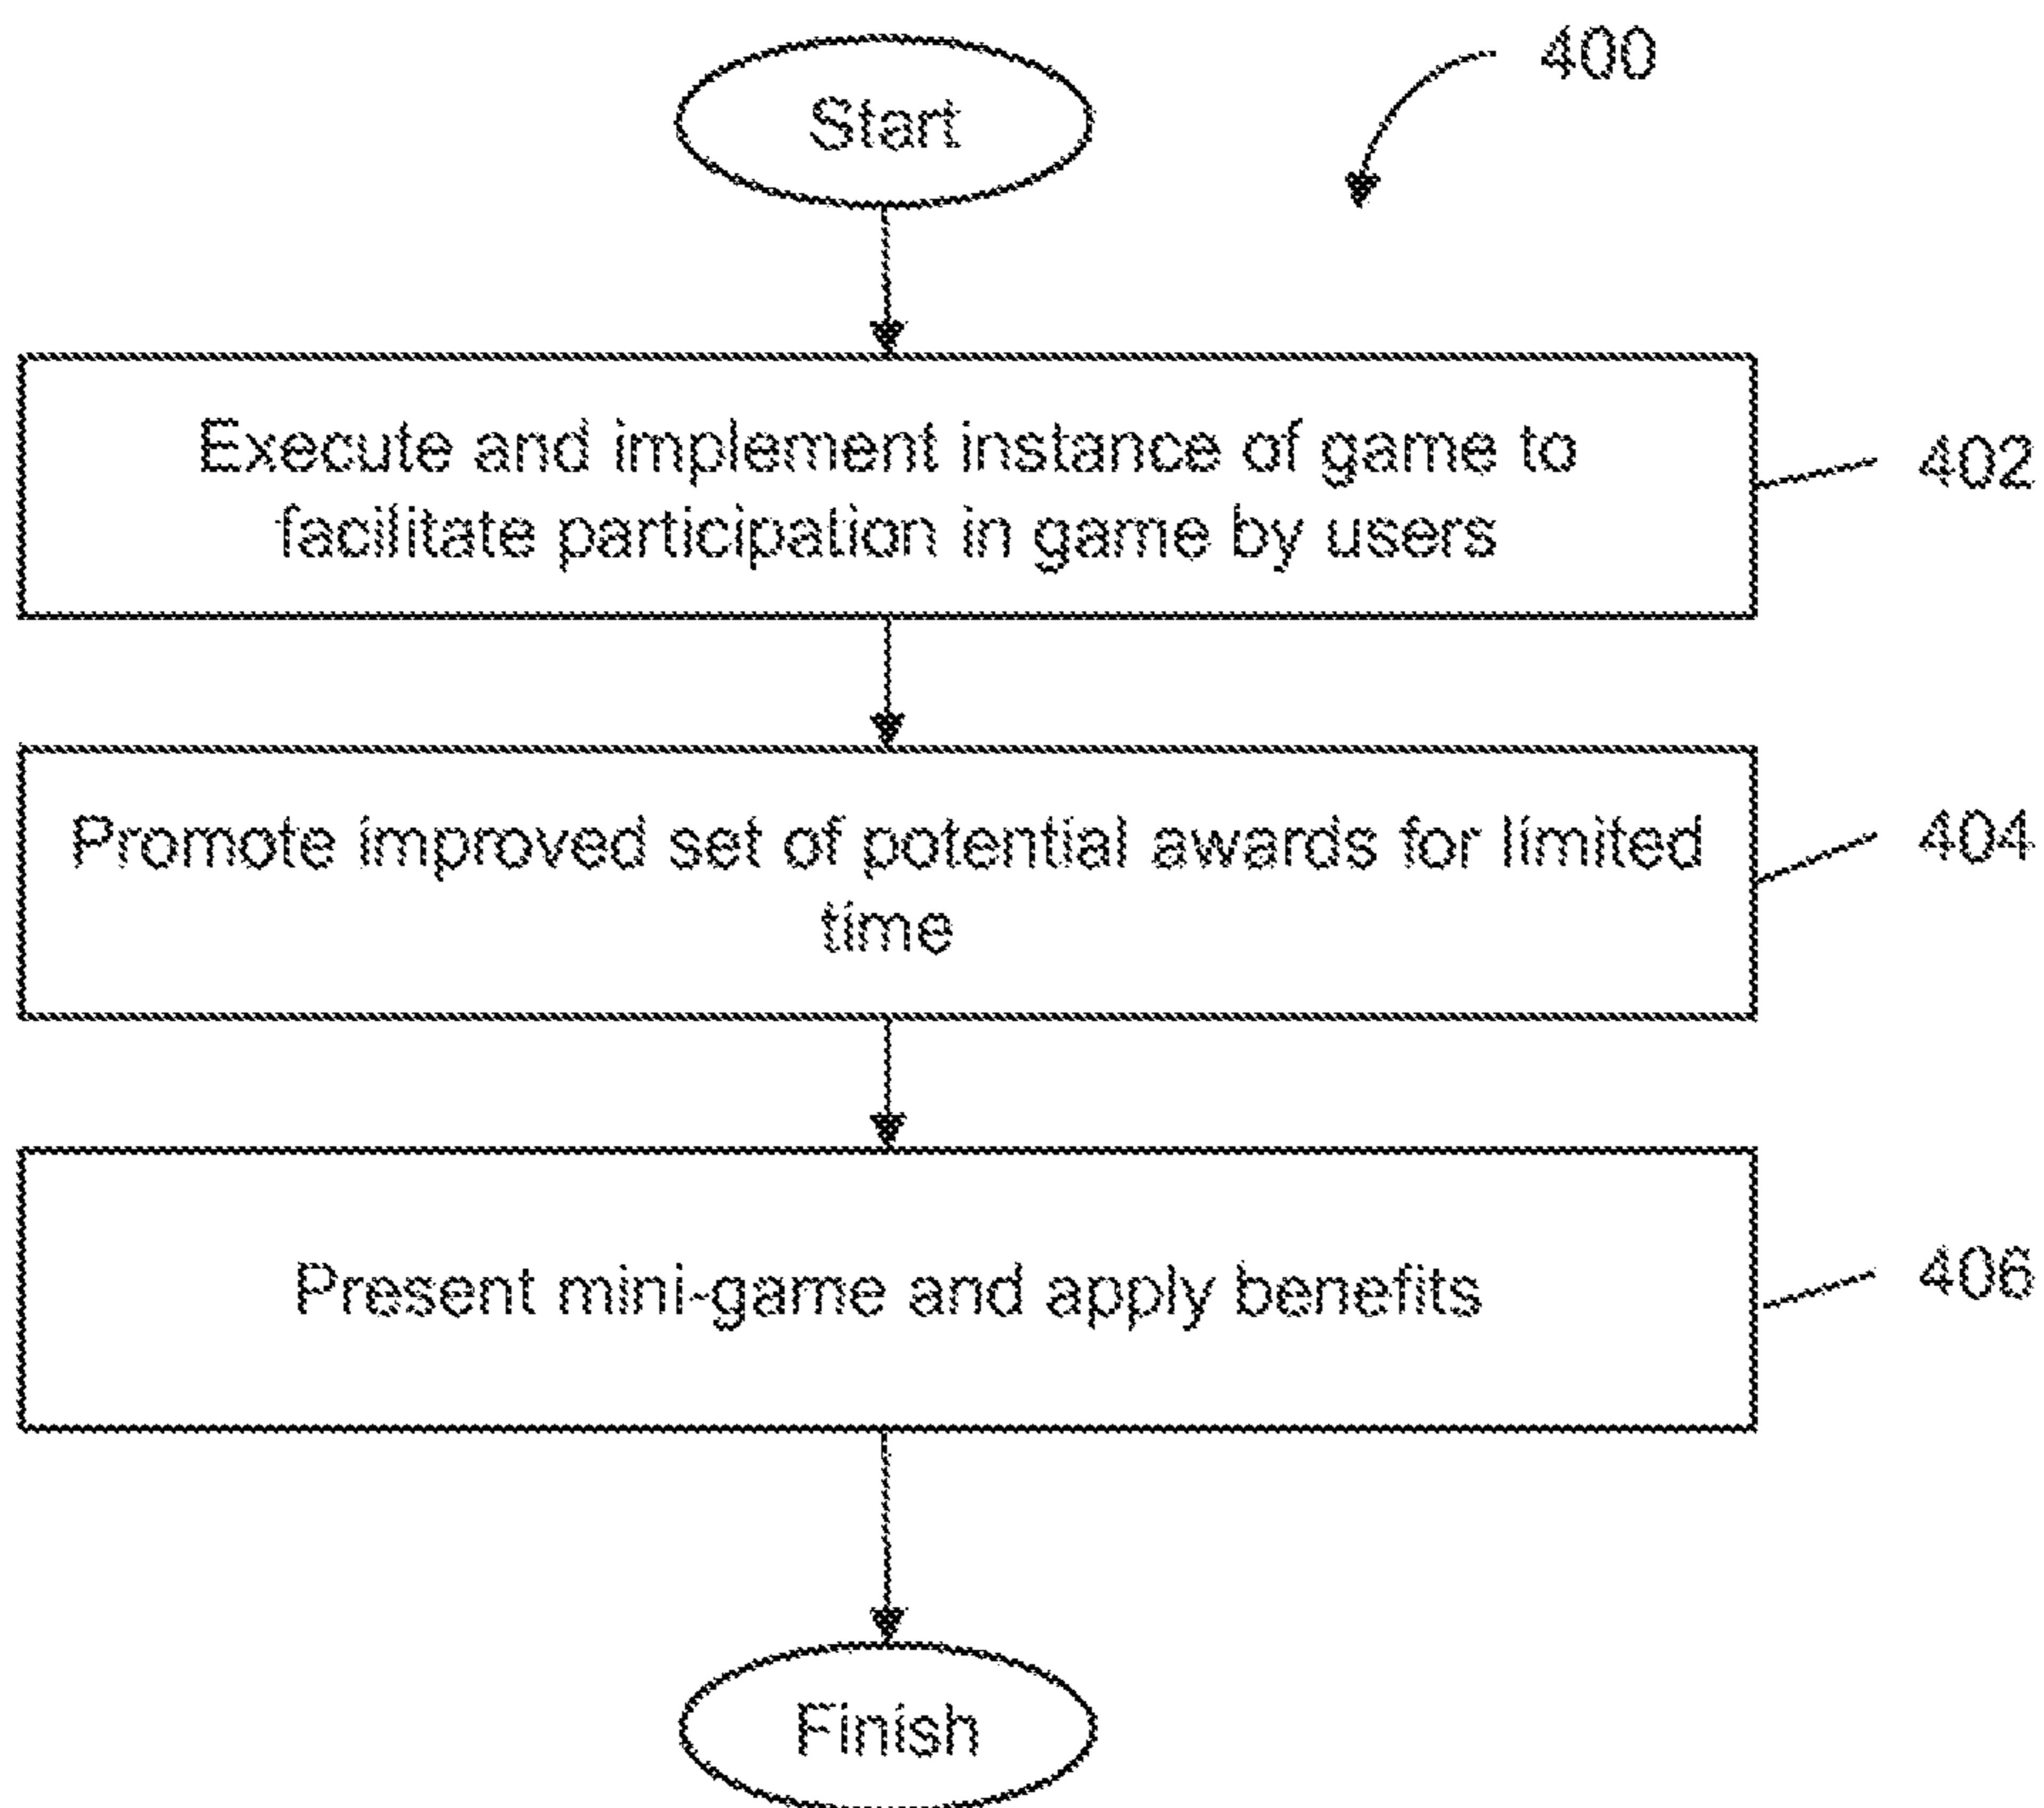 400
Start
Execute and implement instance of game to
facilitate participation in game by users
402
Promote improved set of potential awards for limited
time
404
Present mini-game and apply benefits
406
Finish